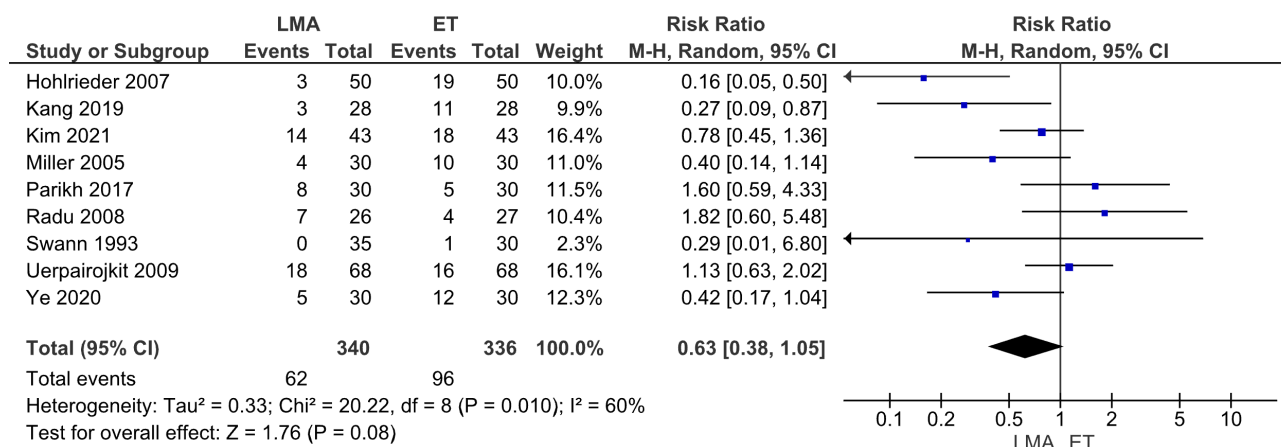 LMA ET Risk Ratio Risk Ratio
Study or Subgroup Events Total Events Total Weight M-H, Random, 95% CI M-H, Random, 95% CI
Hohlrieder 2007 3 50 19 50 10.0% 0.16 [0.05, 0.50]
Kang 2019 3 28 11 28 9.9% 0.27 [0.09, 0.87]
Kim 2021 14 43 18 43 16.4% 0.78 [0.45, 1.36]
Miller 2005 4 30 10 30 11.0% 0.40 [0.14, 1.14]
Parikh 2017 8 30 5 30 11.5% 1.60 [0.59, 4.33]
Radu 2008 7 26 4 27 10.4% 1.82 [0.60, 5.48]
Swann 1993 0 35 1 30 2.3% 0.29 [0.01, 6.80]
Uerpairojkit 2009 18 68 16 68 16.1% 1.13 [0.63, 2.02]
Ye 2020 5 30 12 30 12.3% 0.42 [0.17, 1.04]
Total (95% CI) 340 336 100.0% 0.63 [0.38, 1.05]
Total events 62 96
Heterogeneity: Tau² = 0.33; Chi² = 20.22, df = 8 (P = 0.010); I² = 60%
Test for overall effect: Z = 1.76 (P = 0.08)
0.1 0.2 0.5 1 2 5 10
LMA ET